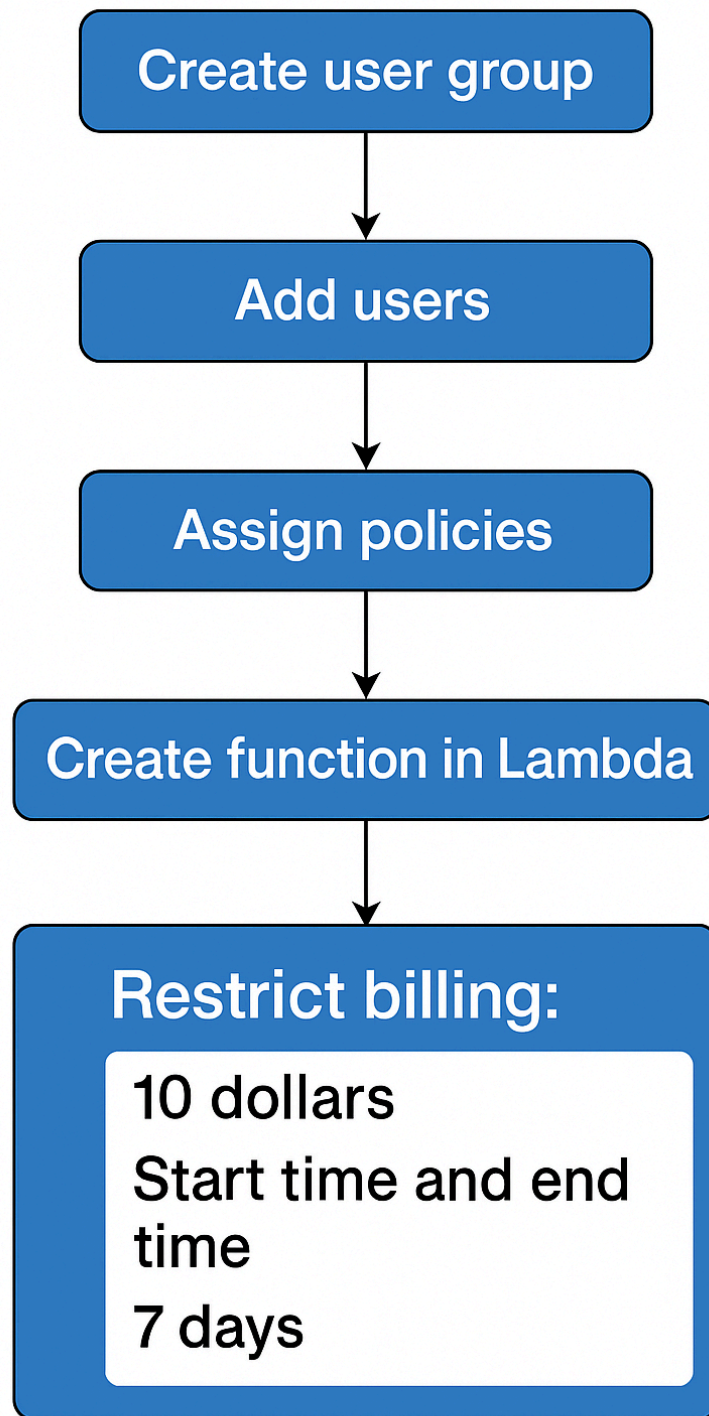 Create user group
Add users
Assign policies
Create function in Lambda
Restrict billing:
10 dollars
Start time and end
time
7 days